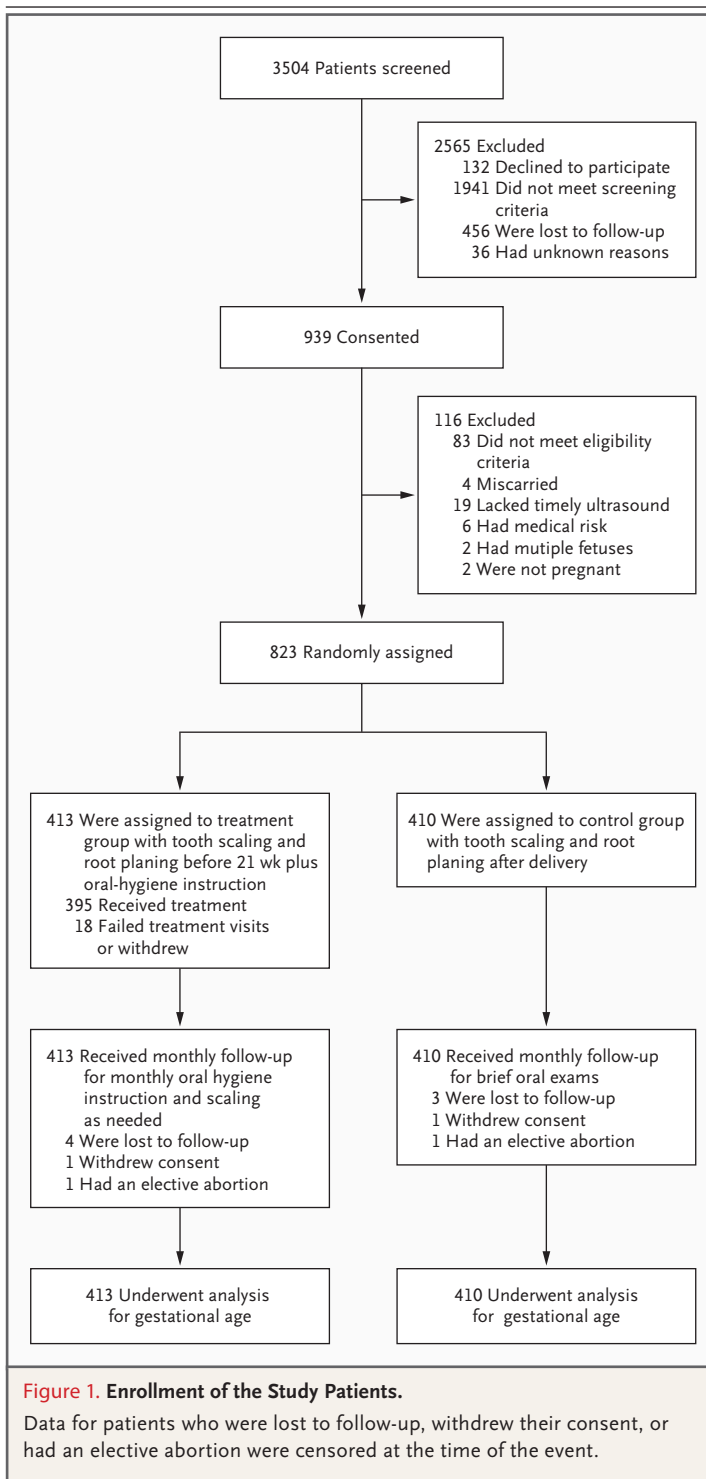 3504 Patients screened
2565 Excluded
132 Declined to participate
1941 Did not meet screening
criteria
456 Were lost to follow-up
36 Had unknown reasons
939 Consented
116 Excluded
83 Did not meet eligibility
criteria
4 Miscarried
19 Lacked timely ultrasound
6 Had medical risk
2 Had mutiple fetuses
2 Were not pregnant
823 Randomly assigned
413 Were assigned to treatment
group with tooth scaling and
root planing before 21 wk plus
oral-hygiene instruction
395 Received treatment
18 Failed treatment visits
or withdrew
410 Were assigned to control group
with tooth scaling and root
planing after delivery
413 Received monthly follow-up
for monthly oral hygiene
instruction and scaling
as needed
4 Were lost to follow-up
1 Withdrew consent
1 Had an elective abortion
410 Received monthly follow-up
for brief oral exams
3 Were lost to follow-up
1 Withdrew consent
1 Had an elective abortion
413 Underwent analysis
for gestational age
410 Underwent analysis
for gestational age
Figure 1. Enrollment of the Study Patients.
Data for patients who were lost to follow-up, withdrew their consent, or
had an elective abortion were censored at the time of the event.